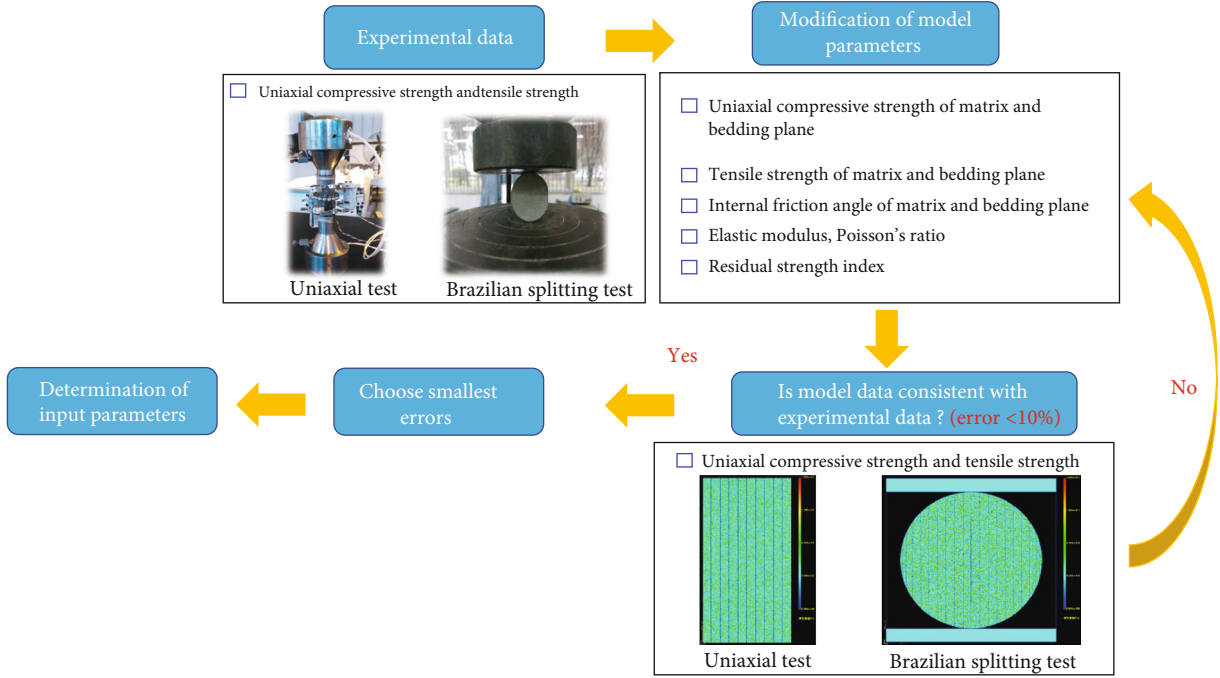 Experimental data
Modification of model
parameters
Uniaxial compressive strength andtensile strength
Uniaxial test
Brazilian splitting test
Uniaxial compressive strength of matrix and
bedding plane
Tensile strength of matrix and bedding plane
Internal friction angle of matrix and bedding plane
Elastic modulus, Poisson's ratio
Residual strength index
Yes
No
Determination of
input parameters
Choose smallest
errors
Is model data consistent with
experimental data ? (error <10%)
Uniaxial compressive strength and tensile strength
Uniaxial test
Brazilian splitting test